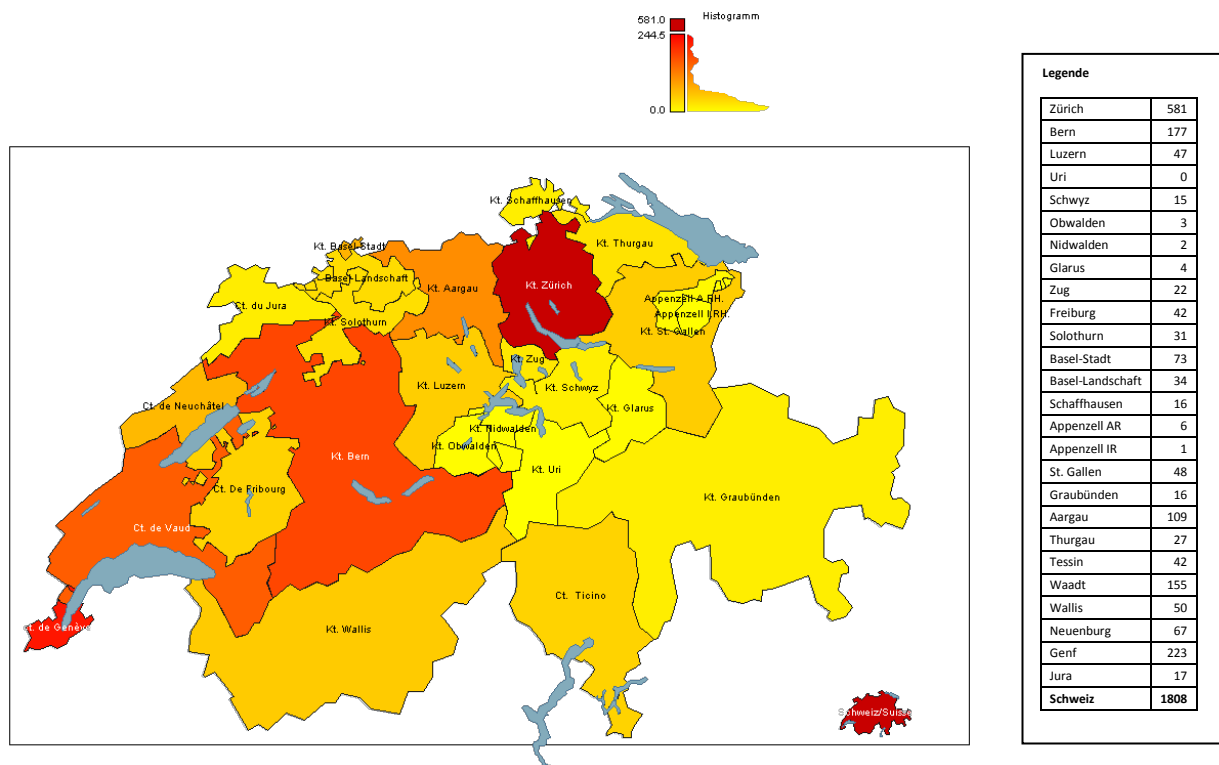 581.0
Histogramm
244.5
0.0
Kt. Schaffhausen
Kt. Basel-Stadt
Kt. Thurgau
Basel-Landschaft
Kt. Aargau
Kt. Zürich
Ct. du Jura
Appenzell A.RH.
Appenzell I.RH.
Kt. Solothurn
Kt. St. Gallen
Kt. Zug
Kt. Luzern
Kt. Schwyz
Ct. de Neuchâtel
Kt. Glarus
Kt. Nidwalden
Kt. Obwalden
Kt. Bern
Kt. Uri
Ct. De Fribourg
Kt. Graubünden
Ct. de Vaud
Ct. Ticino
Ct. de Genève
Kt. Wallis
Schweiz/Suisse
Legende
Zürich 581
Bern 177
Luzern 47
Uri 0
Schwyz 15
Obwalden 3
Nidwalden 2
Glarus 4
Zug 22
Freiburg 42
Solothurn 31
Basel-Stadt 73
Basel-Landschaft 34
Schaffhausen 16
Appenzell AR 6
Appenzell IR 1
St. Gallen 48
Graubünden 16
Aargau 109
Thurgau 27
Tessin 42
Waadt 155
Wallis 50
Neuenburg 67
Genf 223
Jura 17
Schweiz 1808